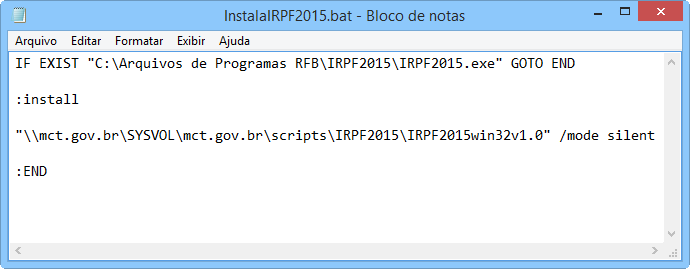 InstalaIRPF2015.bat - Bloco de notas
Arquivo Editar Formatar Exibir Ajuda
IF EXIST "C:\Arquivos de Programas RFB\IRPF2015\IRPF2015.exe" GOTO END
:install
"\\mct.gov.br\SYSVOL\mct.gov.br\scripts\IRPF2015\IRPF2015win32v1.0" /mode silent
:END